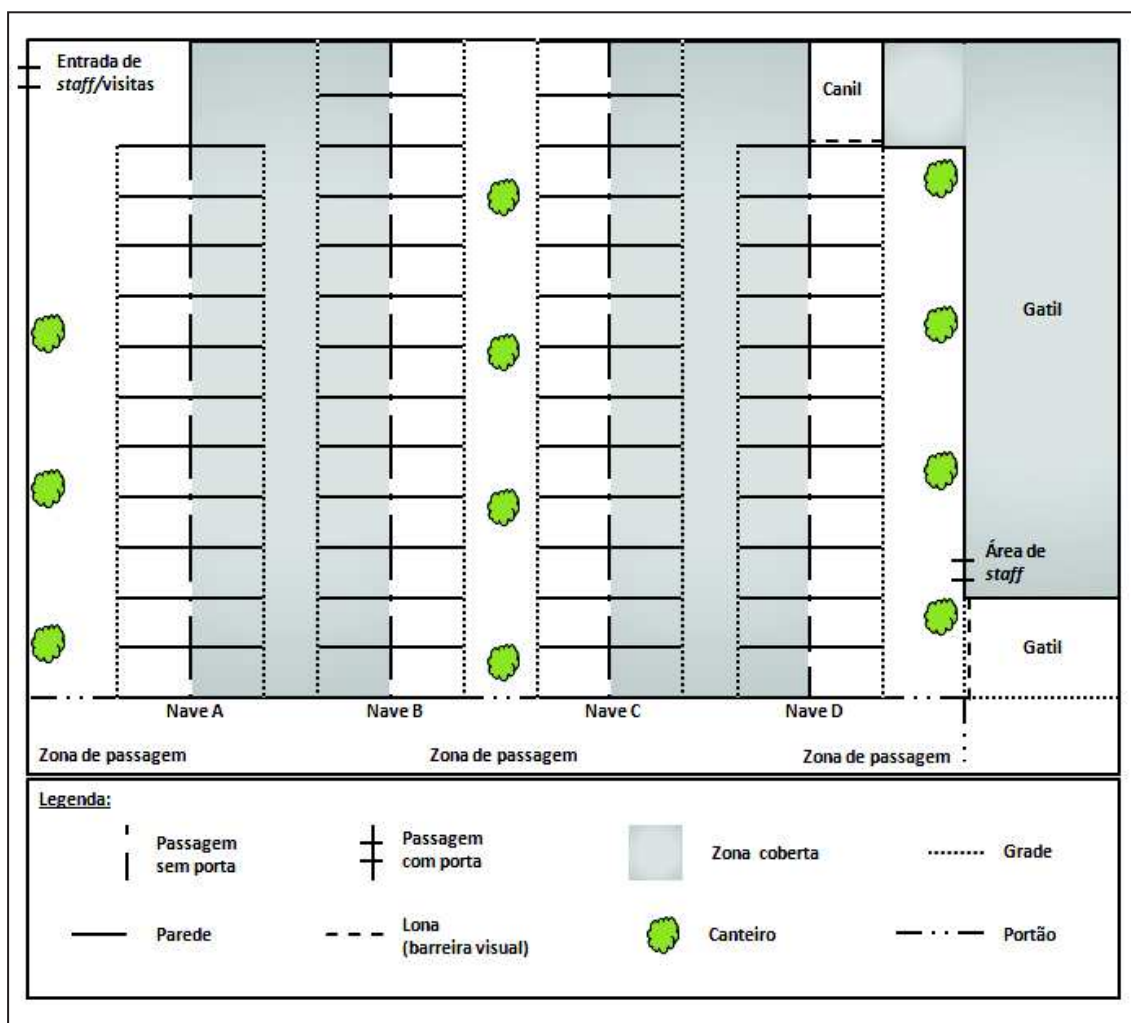 Entrada de
staff/visitas
Canil
Gatil
Área de
staff
Gatil
Nave A
Nave B
Nave C
Nave D
Zona de passagem
Zona de passagem
Zona de passagem
Legenda:
Passagem
sem porta
Passagem
com porta
Zona coberta
Grade
Parede
Lona
(barreira visual)
Canteiro
Portão